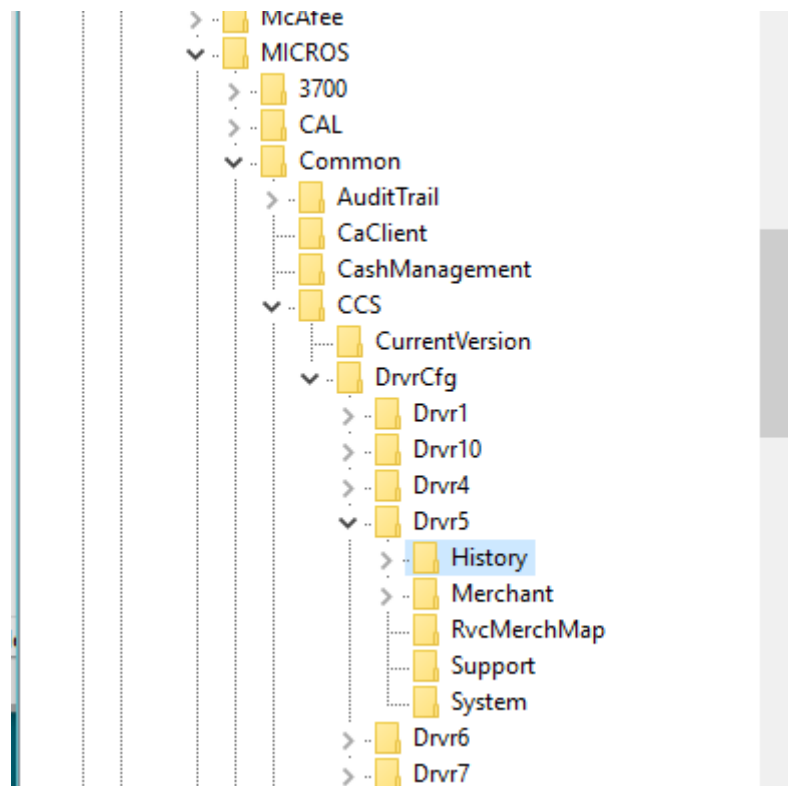 McAfee
MICROS
3700
CAL
Common
AuditTrail
CaClient
CashManagement
CCS
CurrentVersion
DrvrCfg
Drvr1
Drvr10
Drvr4
Drvr5
History
Merchant
RvcMerchMap
Support
System
Drvr6
Drvr7